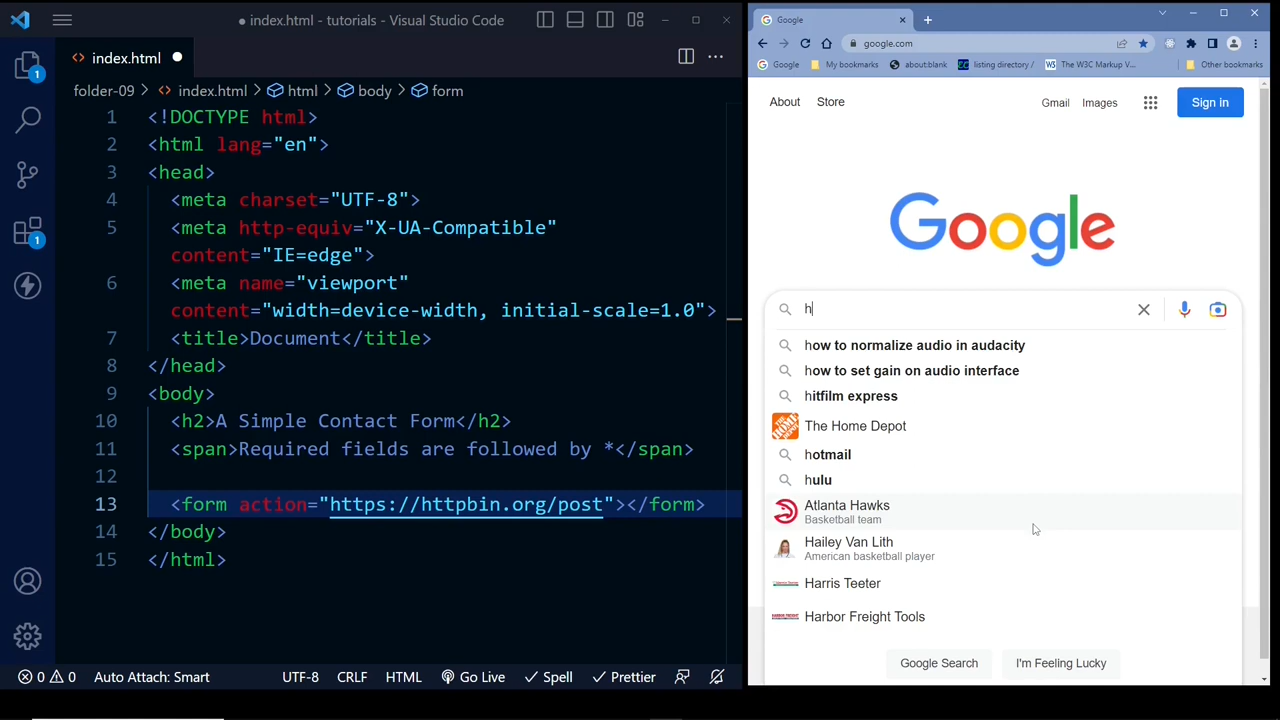 index.html - tutorials - Visual Studio Code
index.html
folder-09 > index.html > html > body > form
1 <!DOCTYPE html>
2 <html lang="en">
3 <head>
4 <meta charset="UTF-8">
5 <meta http-equiv="X-UA-Compatible"
content="IE=edge">
6 <meta name="viewport"
content="width=device-width, initial-scale=1.0">
7 <title>Document</title>
8 </head>
9 <body>
10 <h2>A Simple Contact Form</h2>
11 <span>Required fields are followed by *</span>
12
13 <form action="https://httpbin.org/post"></form>
14 </body>
15 </html>
1
1
0 0 Auto Attach: Smart UTF-8 CRLF HTML Go Live Spell Prettier
Google
google.com
Google My bookmarks about:blank listing directory / The W3C Markup V... Other bookmarks
About Store Gmail Images Sign in
Google
h
how to normalize audio in audacity
how to set gain on audio interface
hitfilm express
The Home Depot
hotmail
hulu
Atlanta Hawks
Basketball team
Hailey Van Lith
American basketball player
Harris Teeter
Harbor Freight Tools
Google Search I'm Feeling Lucky